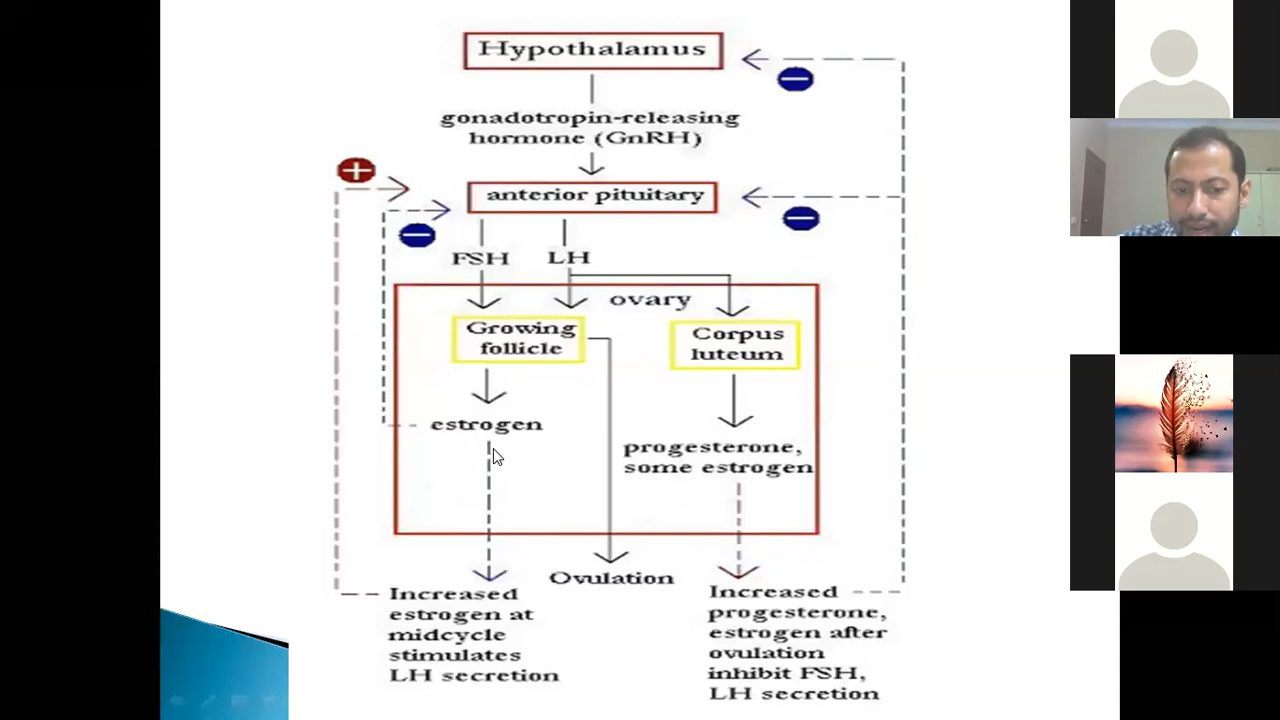 Hypothalamus
gonadotropin-releasing
hormone (GnRH)
anterior pituitary
FSH
LH
ovary
Growing
follicle
Corpus
luteum
estrogen
progesterone,
some estrogen
Ovulation
Increased
estrogen at
midcycle
stimulates
LH secretion
Increased
progesterone,
estrogen after
ovulation
inhibit FSH,
LH secretion